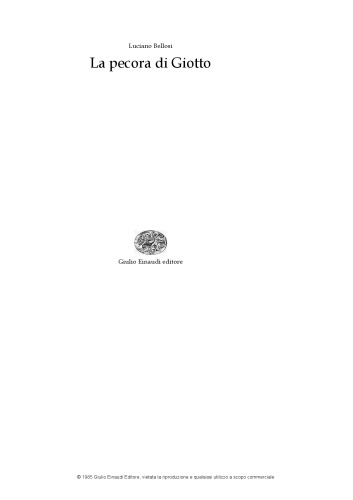 Luciano Bellosi
La pecora di Giotto
Giulio Einaudi editore
© 1985 Giulio Einaudi Editore, vietata la riproduzione e qualsiasi utilizzo a scopo commerciale